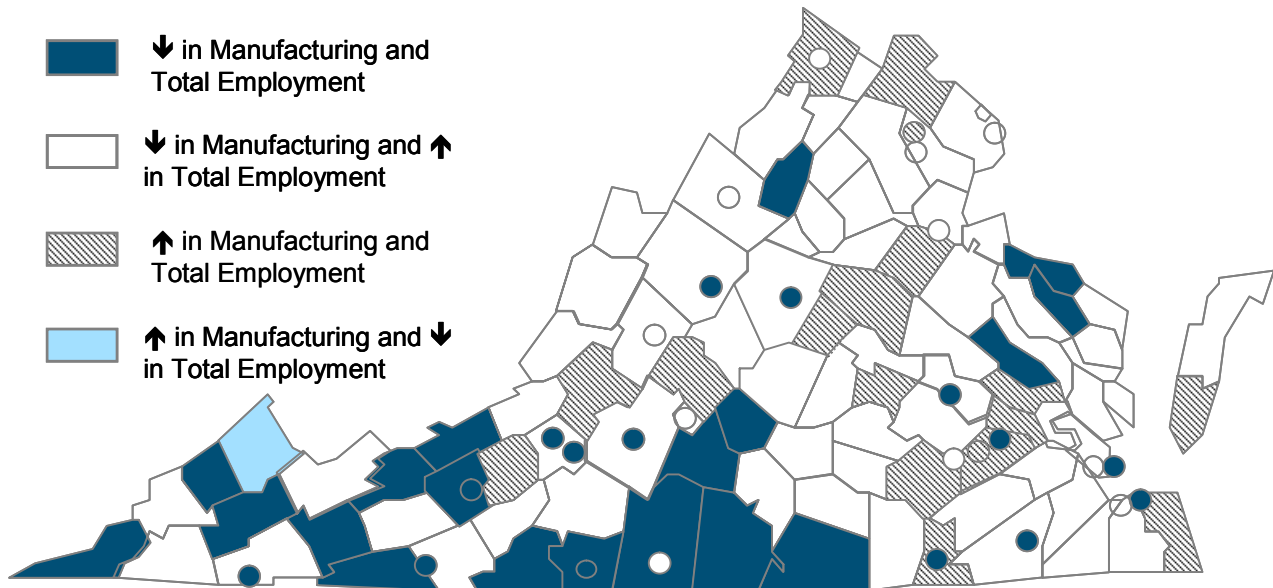 🡻 in Manufacturing and
Total Employment
🡻 in Manufacturing and 🡹
in Total Employment
🡹 in Manufacturing and
Total Employment
🡹 in Manufacturing and 🡻
in Total Employment